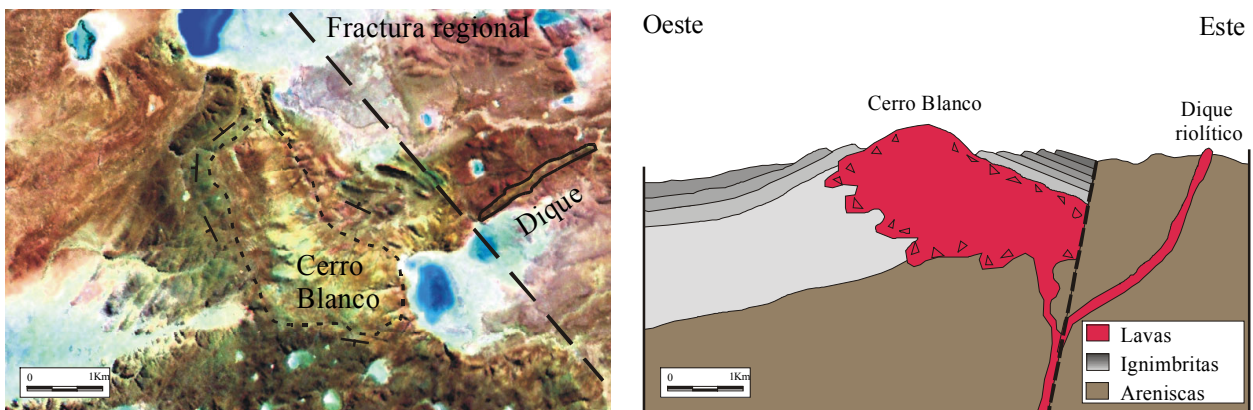 Fractura regional
Dique
Cerro
Blanco
0 1Km
Oeste
Este
Cerro Blanco
Dique
riolítico
Lavas
Ignimbritas
Areniscas
0 1Km